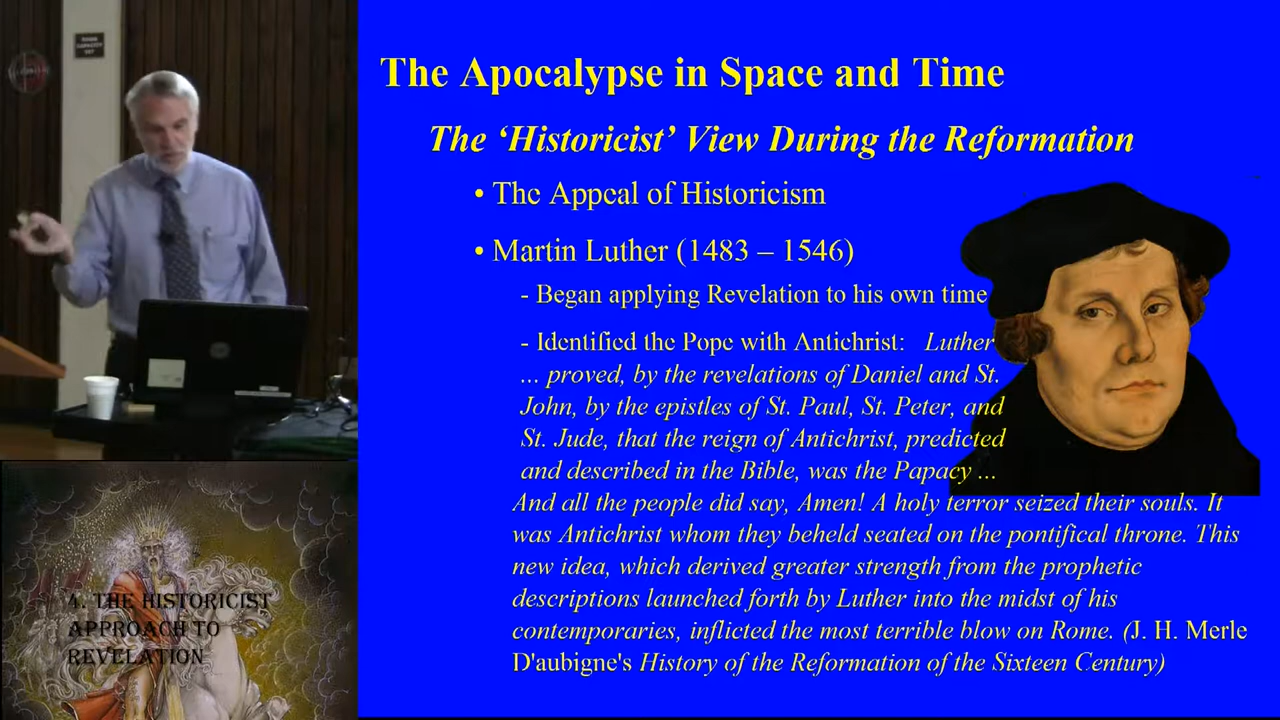 The Apocalypse in Space and Time
The ‘Historicist’ View During the Reformation
• The Appeal of Historicism
• Martin Luther (1483 – 1546)
- Began applying Revelation to his own time
- Identified the Pope with Antichrist: Luther
... proved, by the revelations of Daniel and St.
John, by the epistles of St. Paul, St. Peter, and
St. Jude, that the reign of Antichrist, predicted
and described in the Bible, was the Papacy ...
And all the people did say, Amen! A holy terror seized their souls. It
was Antichrist whom they beheld seated on the pontifical throne. This
new idea, which derived greater strength from the prophetic
descriptions launched forth by Luther into the midst of his
contemporaries, inflicted the most terrible blow on Rome. (J. H. Merle
D'aubigne's History of the Reformation of the Sixteen Century)
4. THE HISTORICIST
APPROACH TO
REVELATION